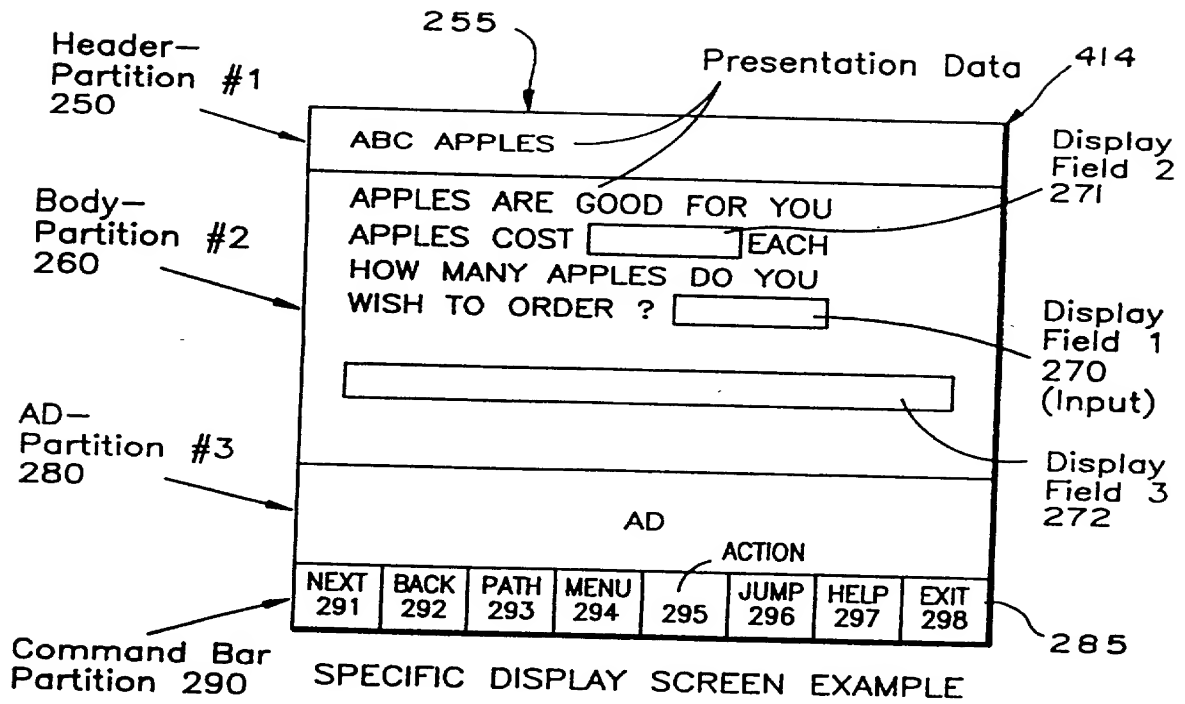 255
Header—
Partition #1
250
Presentation Data
414
ABC APPLES
Display
Field 2
271
Body—
Partition #2
260
APPLES ARE GOOD FOR YOU
APPLES COST EACH
HOW MANY APPLES DO YOU
WISH TO ORDER ?
Display
Field 1
270
(Input)
AD—
Partition #3
280
Display
Field 3
272
AD
ACTION
NEXT BACK PATH MENU JUMP HELP EXIT
291 292 293 294 295 296 297 298
285
Command Bar
Partition 290
SPECIFIC DISPLAY SCREEN EXAMPLE